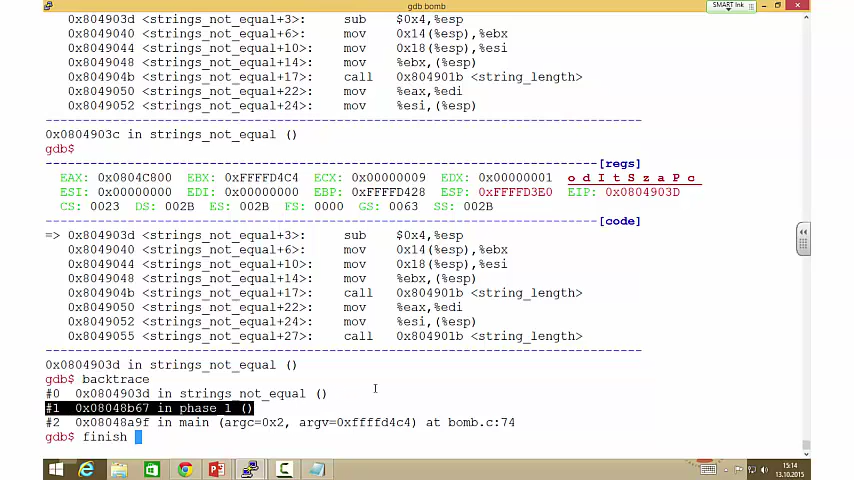 gdb bomb
SMART Ink
0x804903d <strings_not_equal+3>: sub $0x4,%esp
0x8049040 <strings_not_equal+6>: mov 0x14(%esp),%ebx
0x8049044 <strings_not_equal+10>: mov 0x18(%esp),%esi
0x8049048 <strings_not_equal+14>: mov %ebx,(%esp)
0x804904b <strings_not_equal+17>: call 0x804901b <string_length>
0x8049050 <strings_not_equal+22>: mov %eax,%edi
0x8049052 <strings_not_equal+24>: mov %esi,(%esp)
0x0804903c in strings_not_equal ()
gdb$
[regs]
EAX: 0x0804C800 EBX: 0xFFFFD4C4 ECX: 0x00000009 EDX: 0x00000001 o d I t S z a P c
ESI: 0x00000000 EDI: 0x00000000 EBP: 0xFFFFD428 ESP: 0xFFFFD3E0 EIP: 0x0804903D
CS: 0023 DS: 002B ES: 002B FS: 0000 GS: 0063 SS: 002B
[code]
=> 0x804903d <strings_not_equal+3>: sub $0x4,%esp
0x8049040 <strings_not_equal+6>: mov 0x14(%esp),%ebx
0x8049044 <strings_not_equal+10>: mov 0x18(%esp),%esi
0x8049048 <strings_not_equal+14>: mov %ebx,(%esp)
0x804904b <strings_not_equal+17>: call 0x804901b <string_length>
0x8049050 <strings_not_equal+22>: mov %eax,%edi
0x8049052 <strings_not_equal+24>: mov %esi,(%esp)
0x8049055 <strings_not_equal+27>: call 0x804901b <string_length>
0x0804903d in strings_not_equal ()
gdb$ backtrace
#0 0x0804903d in strings_not_equal ()
#1 0x08048b67 in phase_1 ()
#2 0x08048a9f in main (argc=0x2, argv=0xffffd4c4) at bomb.c:74
gdb$ finish
15:14
13.10.2015